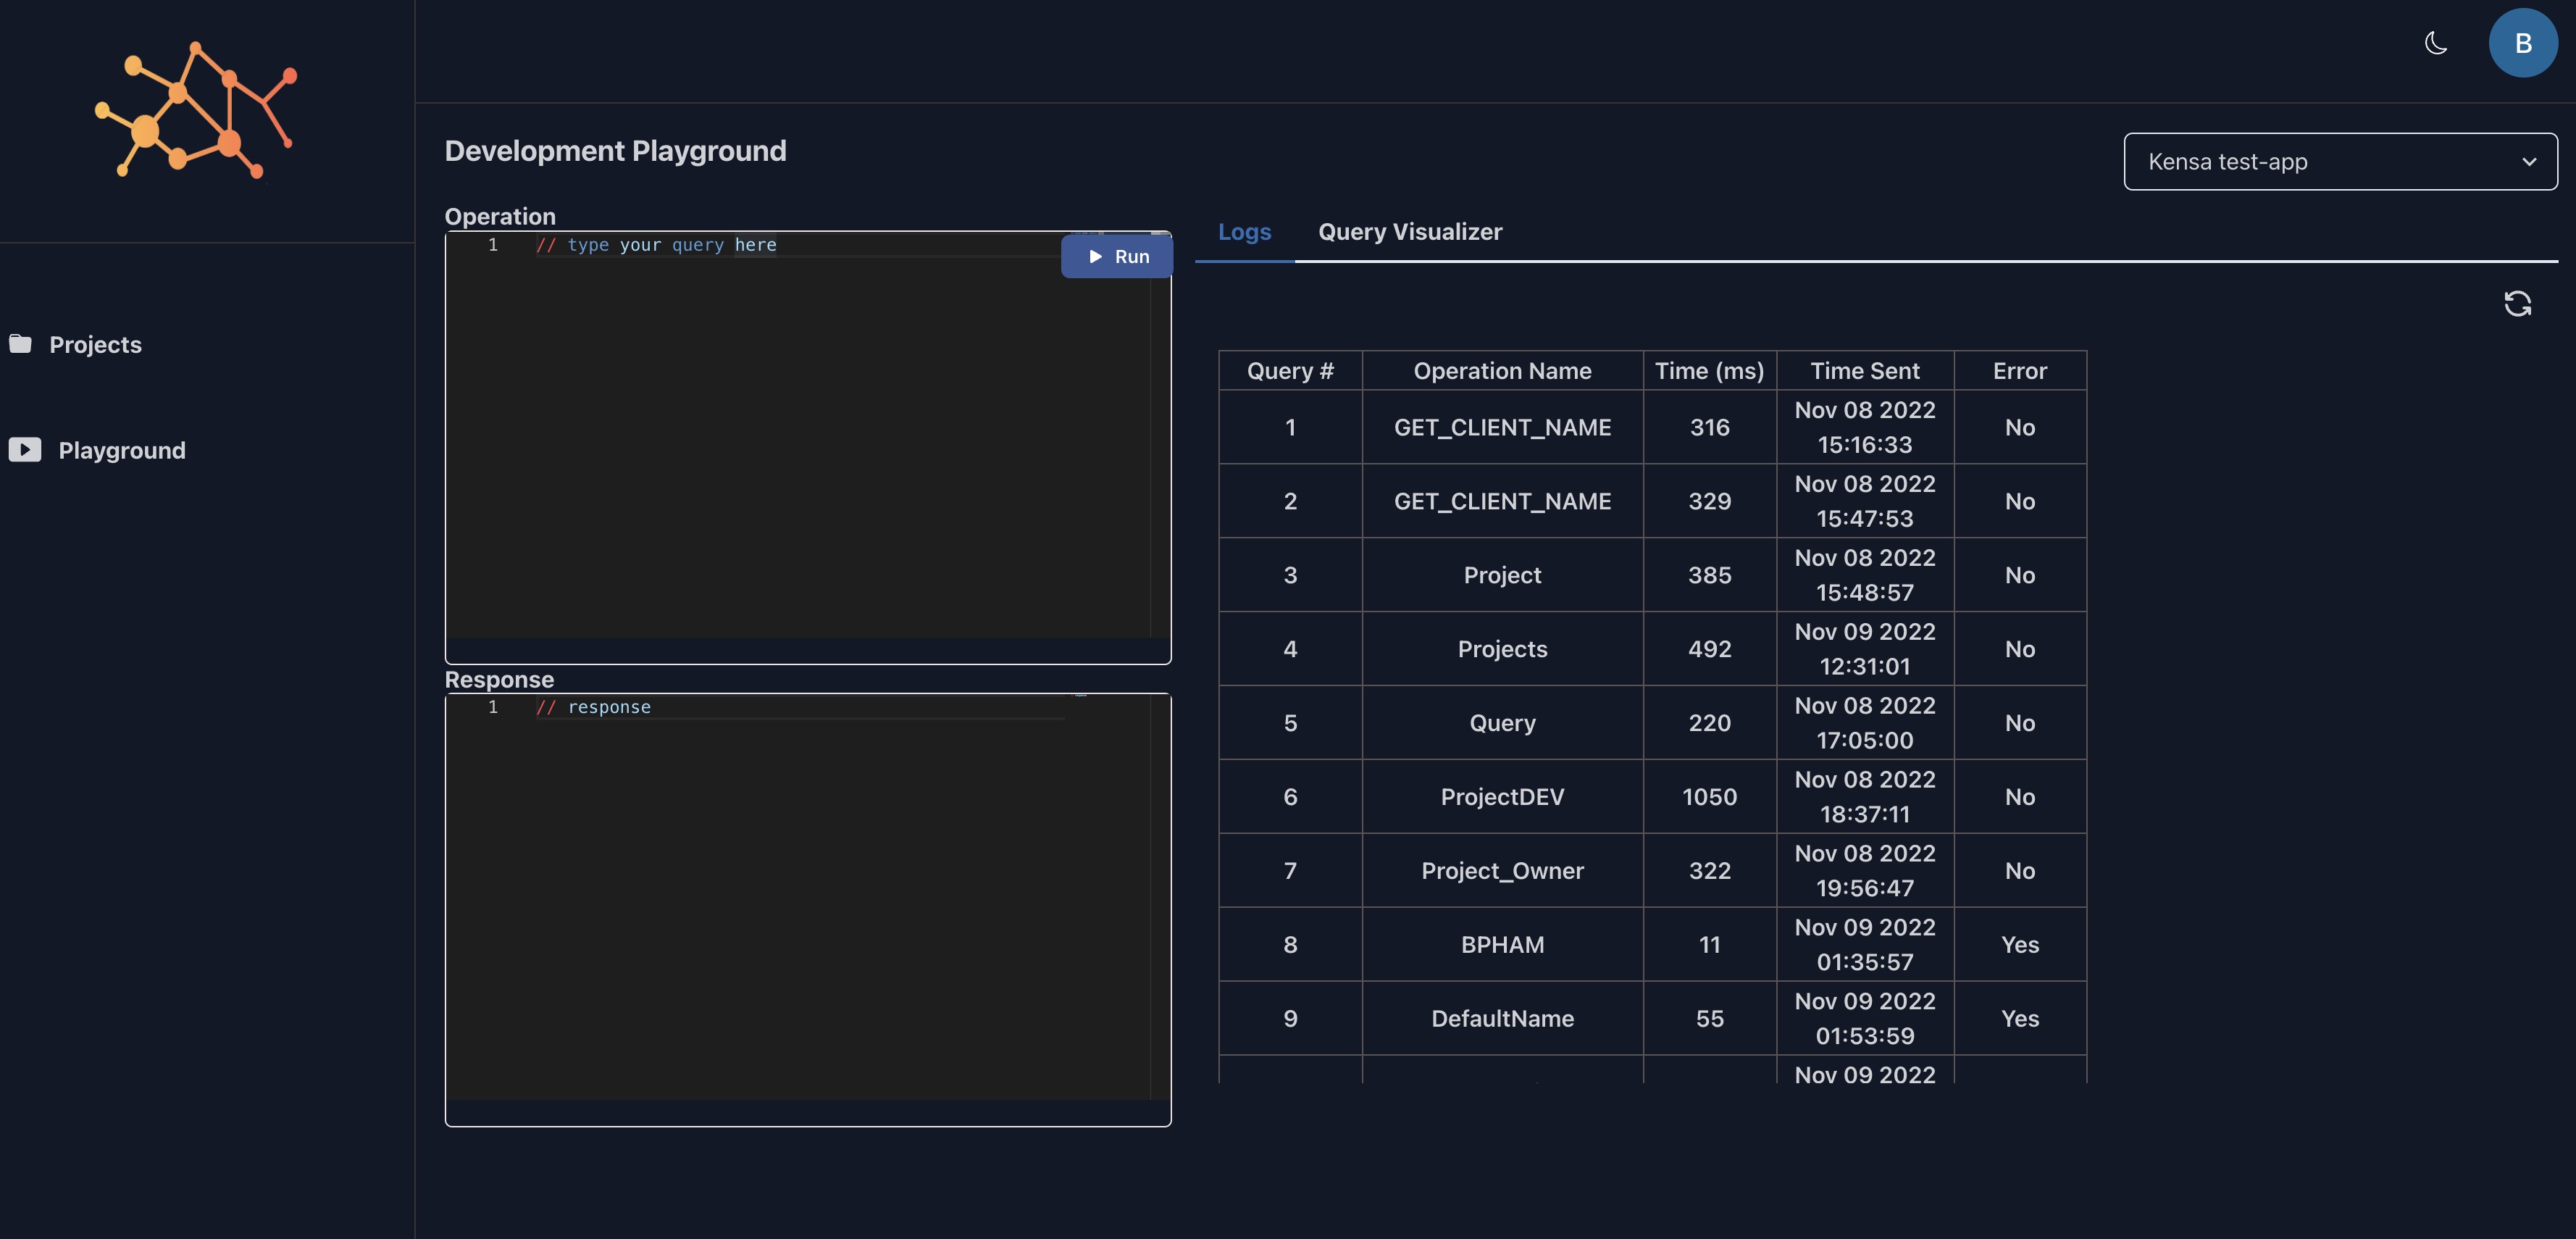 B
Development Playground
Kensa test-app
Projects
Playground
Operation
1 // type your query here
Run
Response
1 // response
Logs Query Visualizer
Query # Operation Name Time (ms) Time Sent Error
1 GET_CLIENT_NAME 316 Nov 08 2022 15:16:33 No
2 GET_CLIENT_NAME 329 Nov 08 2022 15:47:53 No
3 Project 385 Nov 08 2022 15:48:57 No
4 Projects 492 Nov 09 2022 12:31:01 No
5 Query 220 Nov 08 2022 17:05:00 No
6 ProjectDEV 1050 Nov 08 2022 18:37:11 No
7 Project_Owner 322 Nov 08 2022 19:56:47 No
8 BPHAM 11 Nov 09 2022 01:35:57 Yes
9 DefaultName 55 Nov 09 2022 01:53:59 Yes
Nov 09 2022